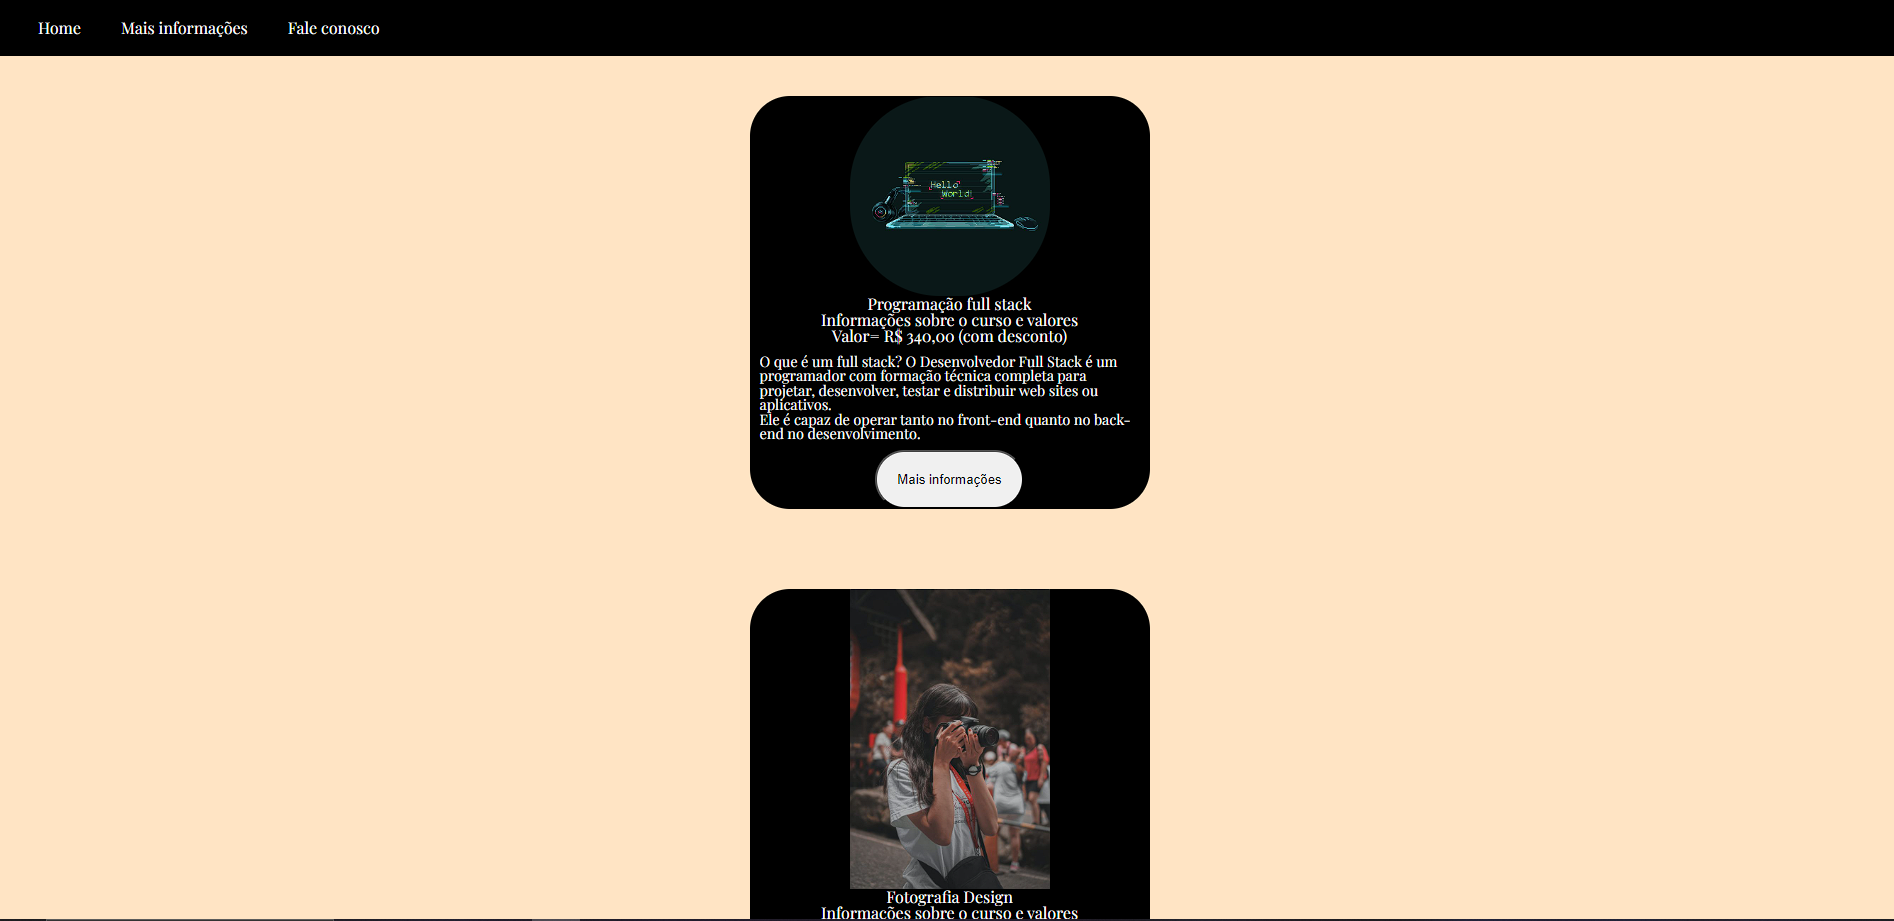 Home Mais informações Fale conosco
Hello
World!
Programação full stack
Informações sobre o curso e valores
Valor= R$ 340,00 (com desconto)
O que é um full stack? O Desenvolvedor Full Stack é um
programador com formação técnica completa para
projetar, desenvolver, testar e distribuir web sites ou
aplicativos.
Ele é capaz de operar tanto no front-end quanto no back-
end no desenvolvimento.
Mais informações
Fotografia Design
Informações sobre o curso e valores